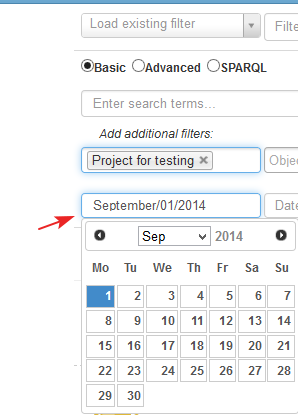 Load existing filter Filte
Basic Advanced SPARQL
Enter search terms...
Add additional filters:
Project for testing × Objec
September/01/2014 Date
Sep 2014
Mo Tu We Th Fr Sa Su
1 2 3 4 5 6 7
8 9 10 11 12 13 14
15 16 17 18 19 20 21
22 23 24 25 26 27 28
29 30